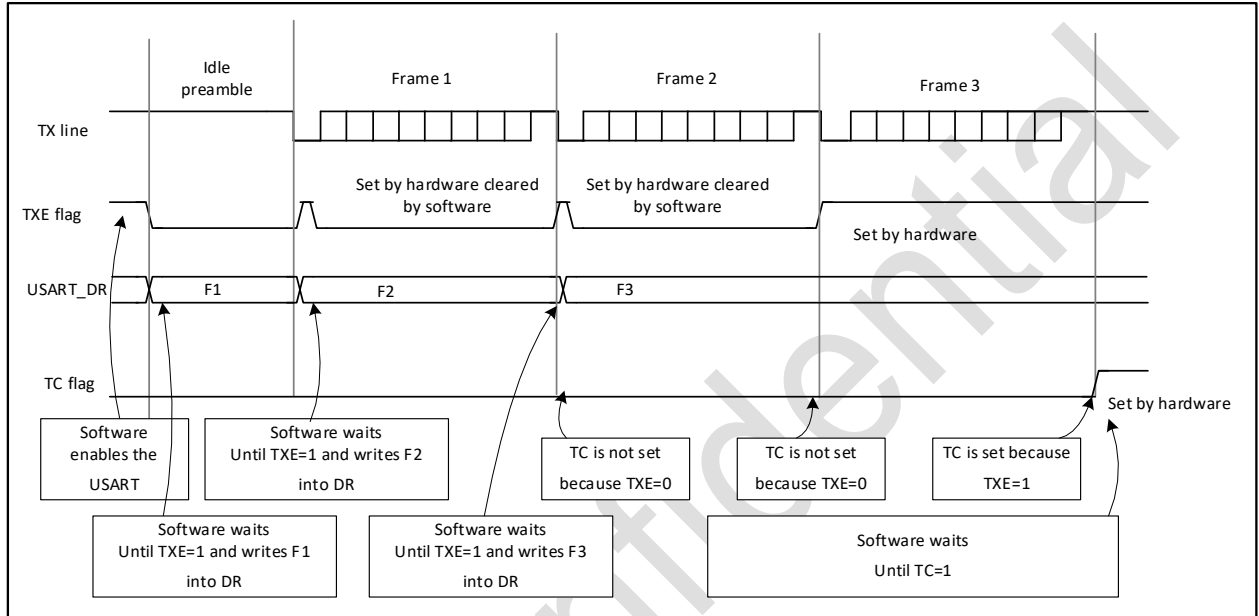 Idle
preamble
Frame 1
Frame 2
Frame 3
TX line
Set by hardware cleared
by software
Set by hardware cleared
by software
TXE flag
Set by hardware
USART_DR
F1
F2
F3
TC flag
Set by hardware
Software
enables the
USART
Software waits
Until TXE=1 and writes F2
into DR
TC is not set
because TXE=0
TC is not set
because TXE=0
TC is set because
TXE=1
Software waits
Until TXE=1 and writes F1
into DR
Software waits
Until TXE=1 and writes F3
into DR
Software waits
Until TC=1